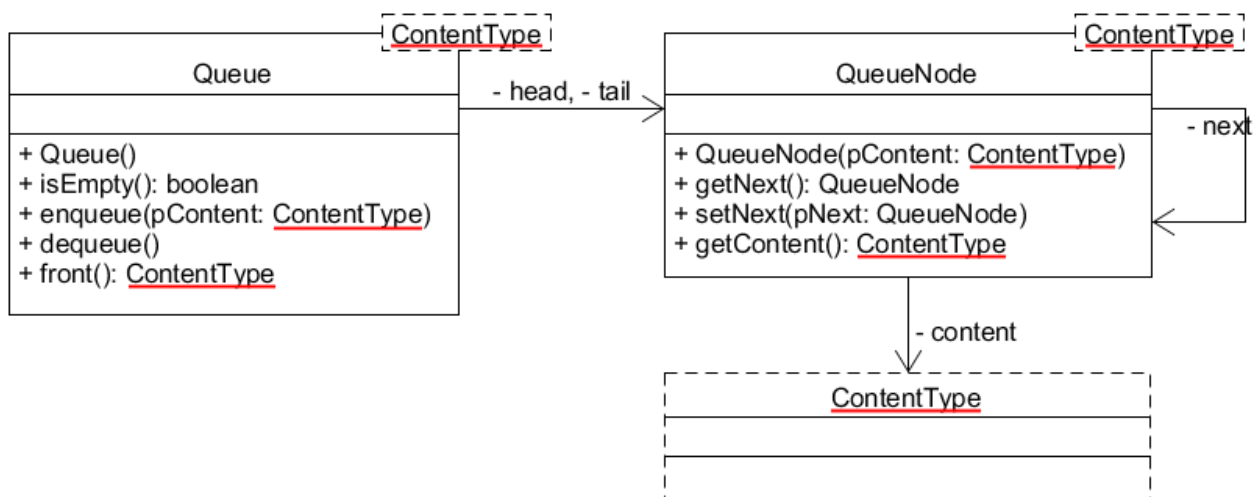 ContentType
Queue
+ Queue()
+ isEmpty(): boolean
+ enqueue(pContent: ContentType)
+ dequeue()
+ front(): ContentType
- head, - tail
ContentType
QueueNode
+ QueueNode(pContent: ContentType)
+ getNext(): QueueNode
+ setNext(pNext: QueueNode)
+ getContent(): ContentType
- next
- content
ContentType